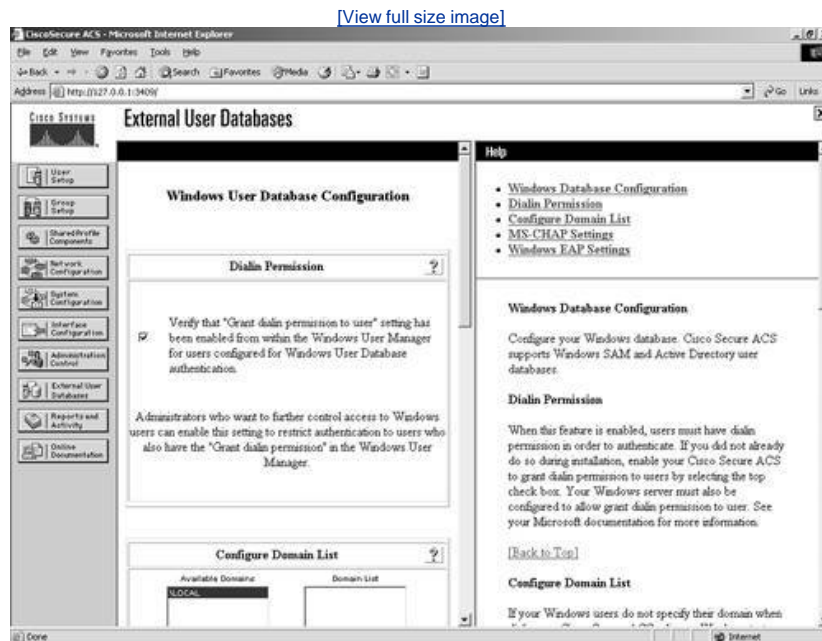 [View full size image]
CiscoSecure ACS - Microsoft Internet Explorer
File Edit View Favorites Tools Help
Back Search Favorites Media
Address http://127.0.0.1:3409/ Go Links
Cisco Systems
External User Databases
User Setup
Group Setup
Shared Profile Components
Network Configuration
System Configuration
Interface Configuration
Administration Control
External User Databases
Reports and Activity
Online Documentation
Windows User Database Configuration
Dialin Permission ?
Verify that "Grant dialin permission to user" setting has
been enabled from within the Windows User Manager
for users configured for Windows User Database
authentication.
Administrators who want to further control access to Windows
users can enable this setting to restrict authentication to users who
also have the "Grant dialin permission" in the Windows User
Manager.
Configure Domain List ?
Available Domains Domain List
\LOCAL
Help
• Windows Database Configuration
• Dialin Permission
• Configure Domain List
• MS-CHAP Settings
• Windows EAP Settings
Windows Database Configuration
Configure your Windows database. Cisco Secure ACS
supports Windows SAM and Active Directory user
databases.
Dialin Permission
When this feature is enabled, users must have dialin
permission in order to authenticate. If you did not already
do so during installation, enable your Cisco Secure ACS
to grant dialin permission to users by selecting the top
check box. Your Windows server must also be
configured to allow grant dialin permission to user. See
your Microsoft documentation for more information.
[Back to Top]
Configure Domain List
If your Windows users do not specify their domain when
Done Internet